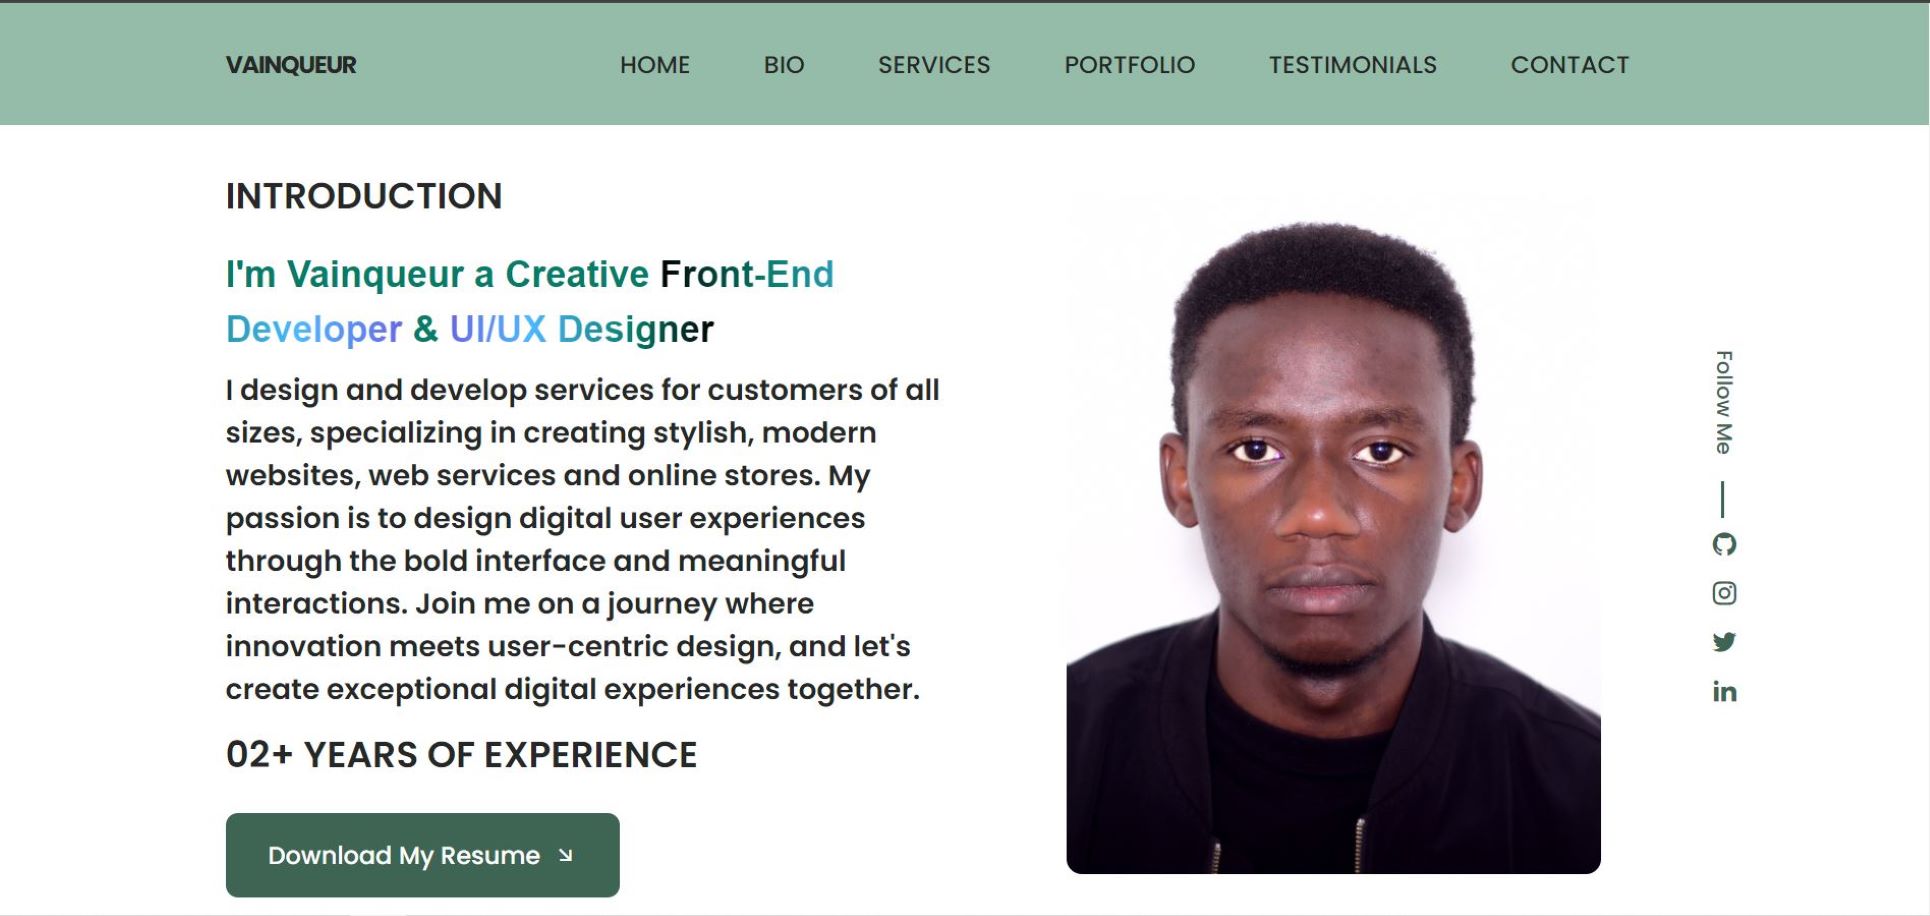 VAINQUEUR
HOME BIO SERVICES PORTFOLIO TESTIMONIALS CONTACT
INTRODUCTION
I'm Vainqueur a Creative Front-End
Developer & UI/UX Designer
I design and develop services for customers of all
sizes, specializing in creating stylish, modern
websites, web services and online stores. My
passion is to design digital user experiences
through the bold interface and meaningful
interactions. Join me on a journey where
innovation meets user-centric design, and let's
create exceptional digital experiences together.
02+ YEARS OF EXPERIENCE
Download My Resume
Follow Me